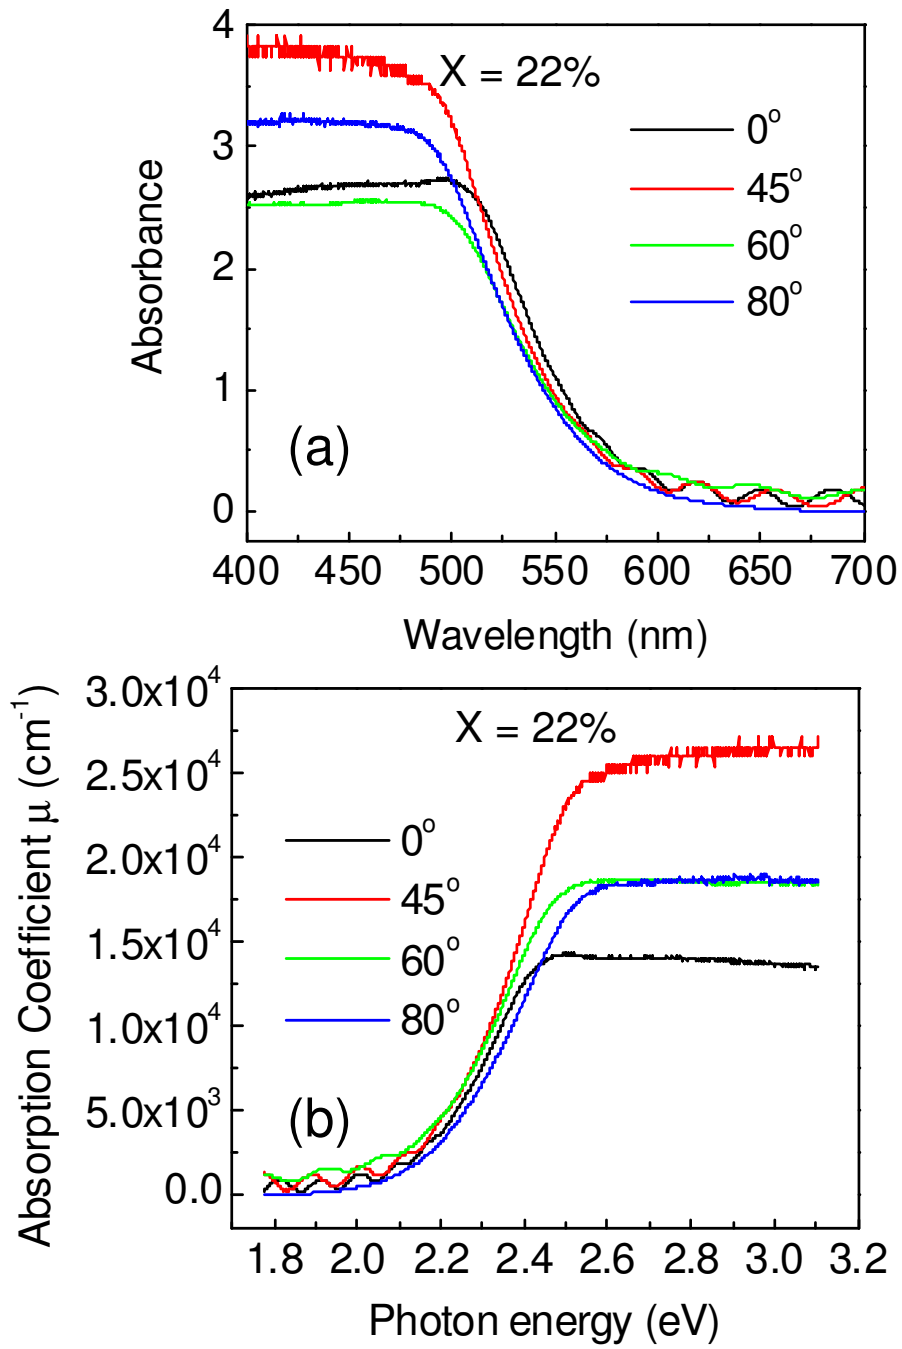 4
X = 22%
3
0°
45°
2
60°
80°
1
(a)
0
Absorbance
400 450 500 550 600 650 700
Wavelength (nm)
3.0x10⁴
X = 22%
2.5x10⁴
2.0x10⁴
0°
45°
1.5x10⁴
60°
1.0x10⁴
80°
5.0x10³
(b)
0.0
Absorption Coefficient μ (cm⁻¹)
1.8 2.0 2.2 2.4 2.6 2.8 3.0 3.2
Photon energy (eV)